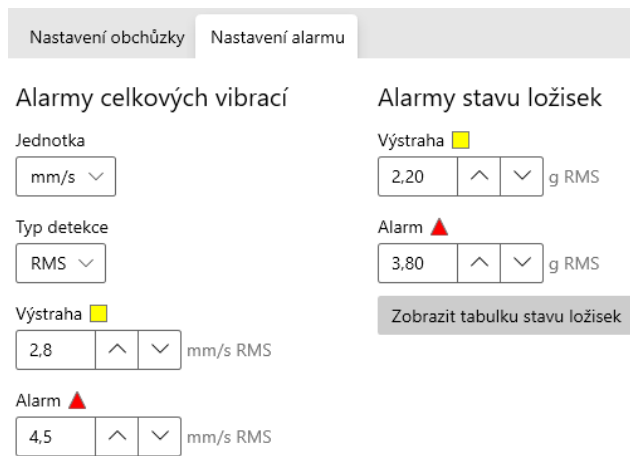 Nastavení obchůzky Nastavení alarmu
Alarmy celkových vibrací
Jednotka
mm/s
Typ detekce
RMS
Výstraha
2,8 mm/s RMS
Alarm
4,5 mm/s RMS
Alarmy stavu ložisek
Výstraha
2,20 g RMS
Alarm
3,80 g RMS
Zobrazit tabulku stavu ložisek